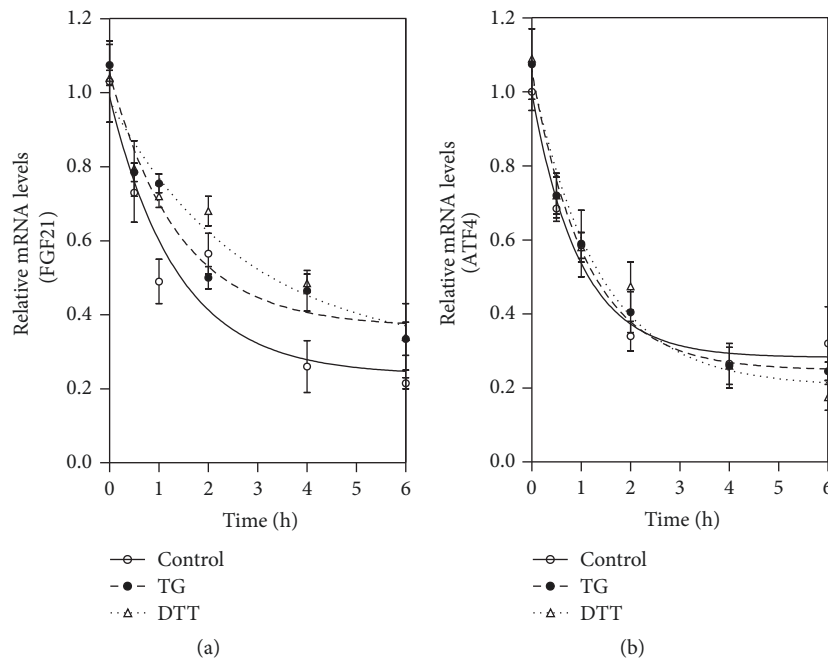 1.2
1.0
0.8
0.6
0.4
0.2
0.0
Relative mRNA levels
(FGF21)
0 1 2 3 4 5 6
Time (h)
Control
TG
DTT
(a)
1.2
1.0
0.8
0.6
0.4
0.2
0.0
Relative mRNA levels
(ATF4)
0 1 2 3 4 5 6
Time (h)
Control
TG
DTT
(b)